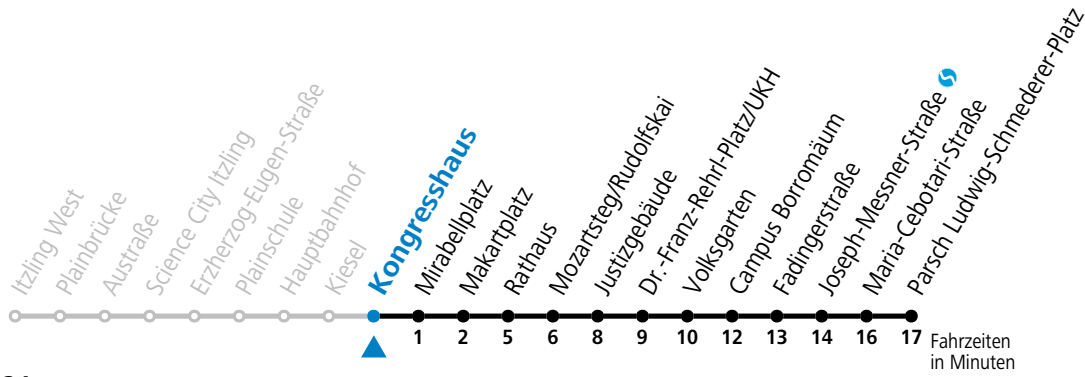 Itzling West
Plainbrücke
Austraße
Science City Itzling
Erzherzog-Eugen-Straße
Plainschule
Hauptbahnhof
Kiesel
Kongresshaus
Mirabellplatz
Makartplatz
Rathaus
Mozartsteg/Rudolfskai
Justizgebäude
Dr.-Franz-Rehrl-Platz/UKH
Volksgarten
Campus Borromäum
Fadingerstraße
Joseph-Messner-Straße
Maria-Cebotari-Straße
Parsch Ludwig-Schmederer-Platz
1 2 5 6 8 9 10 12 13 14 16 17
Fahrzeiten
in Minuten